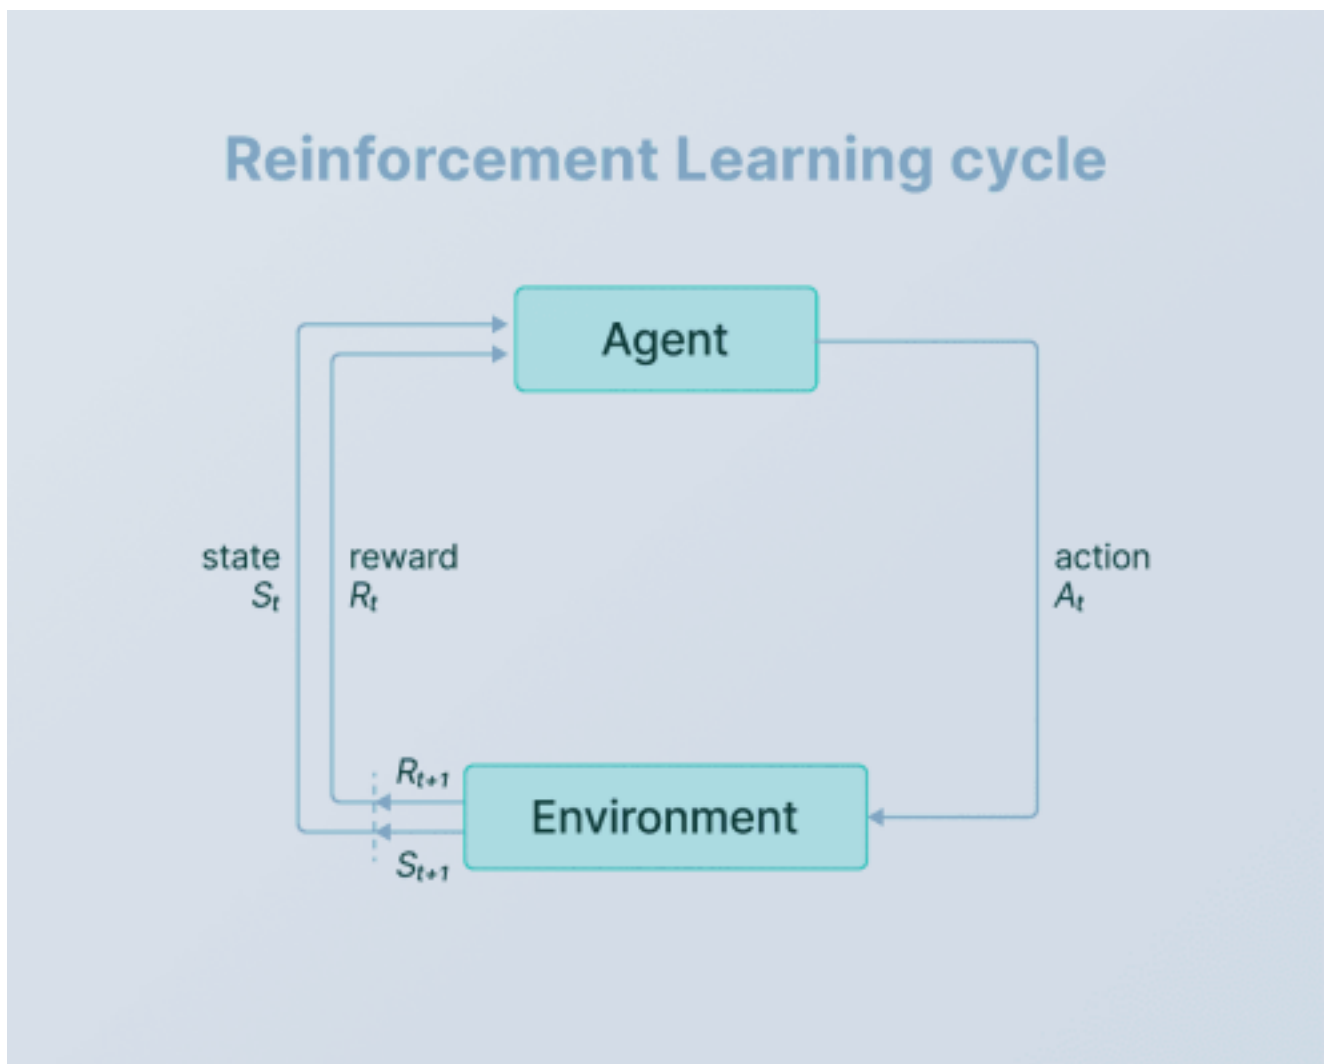 Reinforcement Learning cycle
Agent
state
Sₜ
reward
Rₜ
action
Aₜ
Rₜ₊₁
Environment
Sₜ₊₁